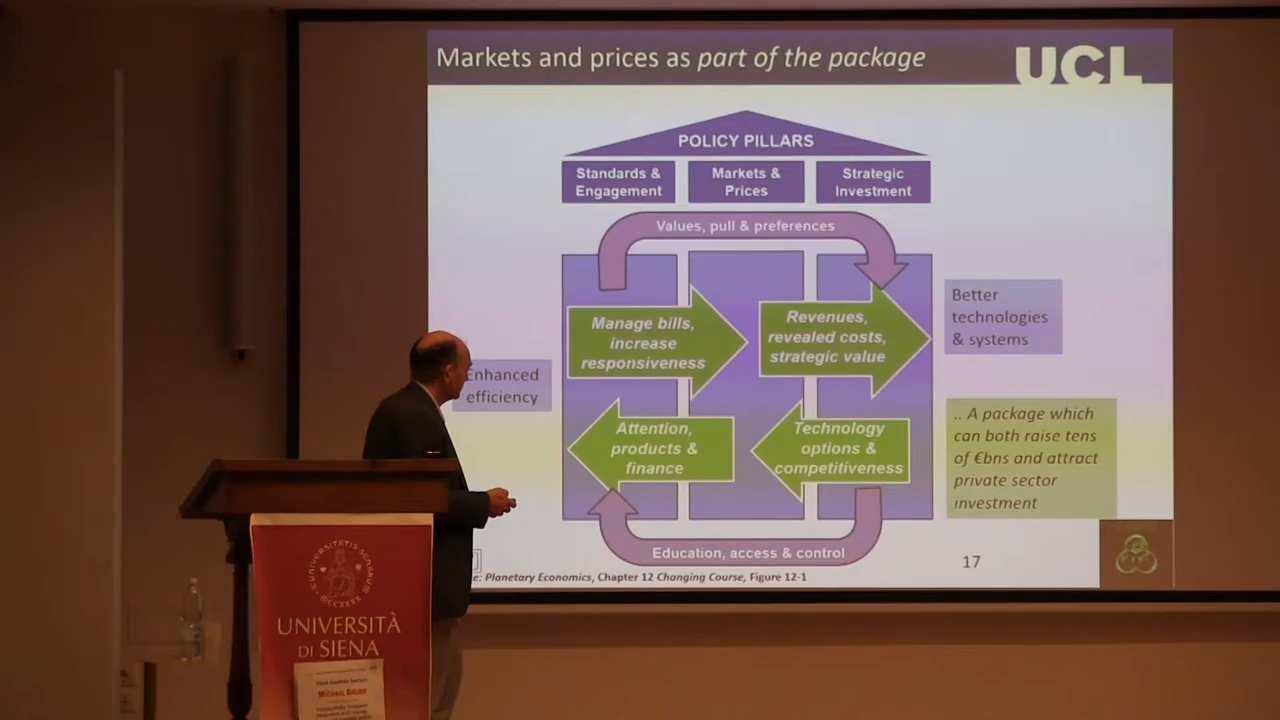 Markets and prices as part of the package
UCL
POLICY PILLARS
Standards &
Engagement
Markets &
Prices
Strategic
Investment
Values, pull & preferences
Manage bills,
increase
responsiveness
Revenues,
revealed costs,
strategic value
Better
technologies
& systems
Enhanced
efficiency
Attention,
products &
finance
Technology
options &
competitiveness
.. A package which
can both raise tens
of €bns and attract
private sector
investment
Education, access & control
17
e: Planetary Economics, Chapter 12 Changing Course, Figure 12-1
UNIVERSITÀ
DI SIENA
MICHAEL GRUBB